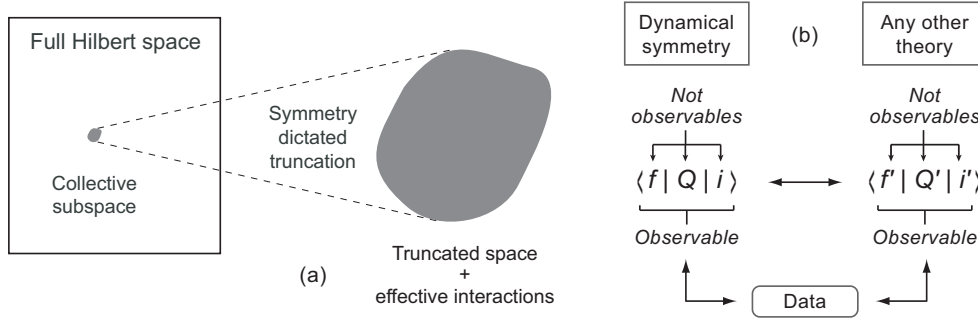 Full Hilbert space
Collective
subspace
Symmetry
dictated
truncation
Truncated space
+
effective interactions
(a)
Dynamical
symmetry
(b)
Any other
theory
Not
observables
Not
observables
⟨ f | Q | i ⟩
⟨ f' | Q' | i' ⟩
Observable
Observable
Data